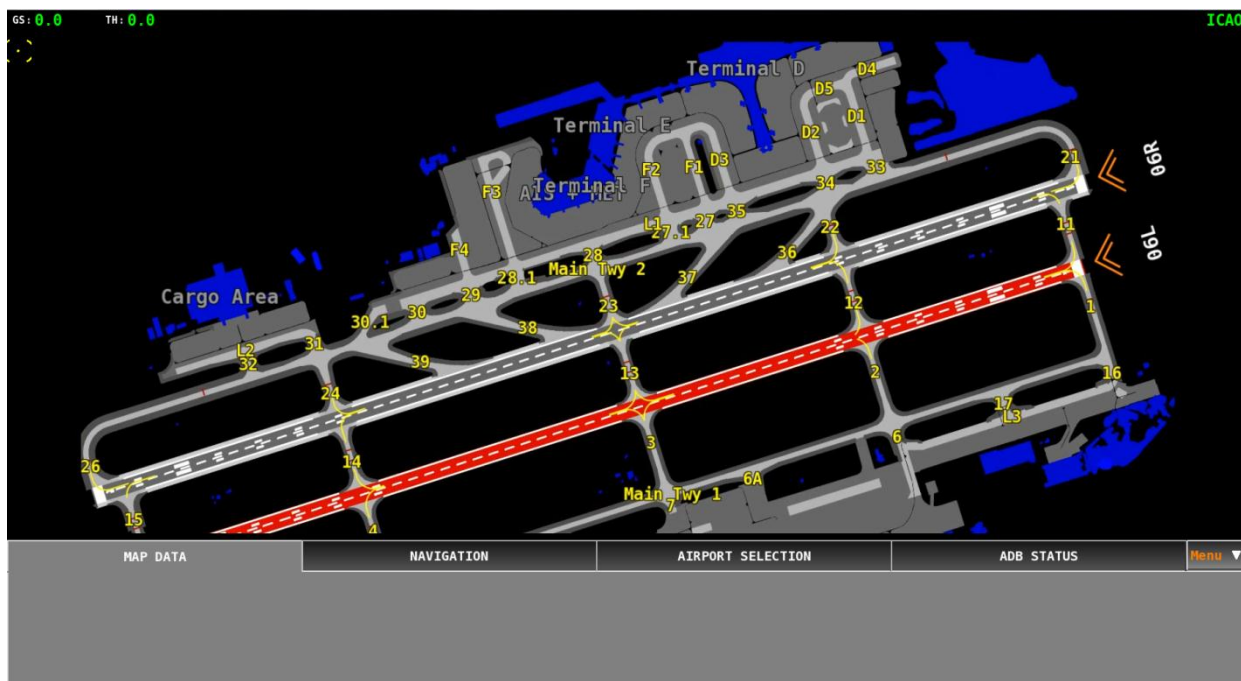 GS: 0.0 TH: 0.0 ICAO
Terminal D
D4
D5
D1
D2
Terminal E
F2
F1
D3
33
34
21
06R
F3
Terminal F
AIS + MET
L1
27
35
27.1
22
11
06L
F4
28
36
Main Twy 2
28.1
37
Cargo Area
29
30
30.1
23
12
1
38
31
L2
32
39
13
2
16
24
17
L3
6
3
14
26
6A
Main Twy 1
7
15
4
MAP DATA NAVIGATION AIRPORT SELECTION ADB STATUS Menu ▼